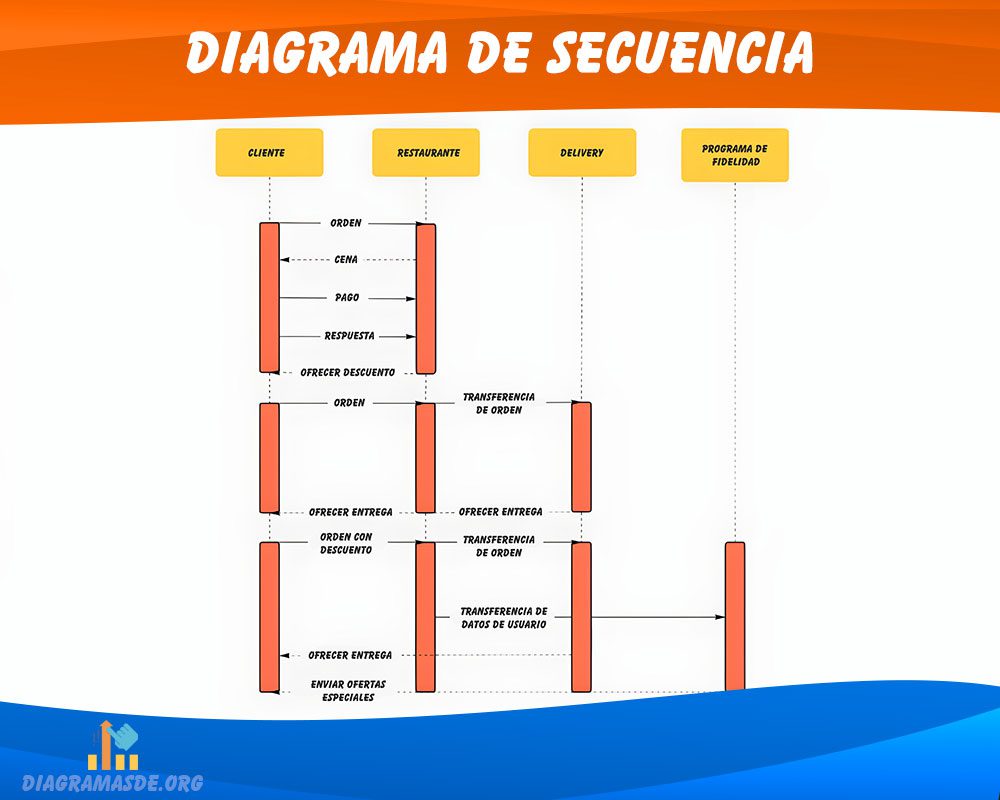 DIAGRAMA DE SECUENCIA
CLIENTE
RESTAURANTE
DELIVERY
PROGRAMA DE
FIDELIDAD
ORDEN
CENA
PAGO
RESPUESTA
OFRECER DESCUENTO
ORDEN
TRANSFERENCIA
DE ORDEN
OFRECER ENTREGA
OFRECER ENTREGA
ORDEN CON
DESCUENTO
TRANSFERENCIA
DE ORDEN
TRANSFERENCIA DE
DATOS DE USUARIO
OFRECER ENTREGA
ENVIAR OFERTAS
ESPECIALES
DIAGRAMASDE.ORG